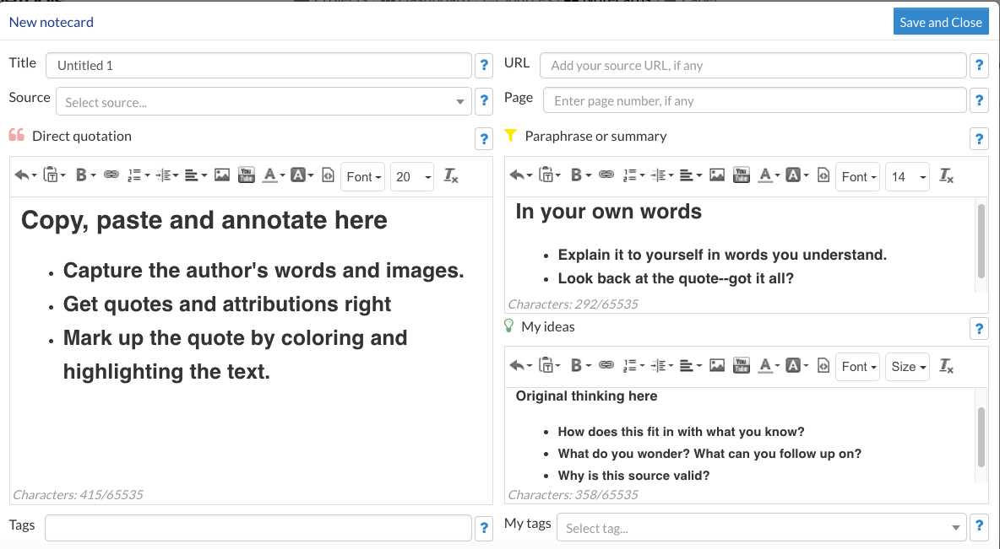 New notecard
Save and Close
Title
Untitled 1
?
URL
Add your source URL, if any
?
Source
Select source...
?
Page
Enter page number, if any
?
Direct quotation
?
Paraphrase or summary
?
B
You Tube
A
A
Font
20
B
You Tube
A
A
Font
14
Copy, paste and annotate here
• Capture the author's words and images.
• Get quotes and attributions right
• Mark up the quote by coloring and
highlighting the text.
Characters: 415/65535
In your own words
• Explain it to yourself in words you understand.
• Look back at the quote--got it all?
Characters: 292/65535
My ideas
?
B
You Tube
A
A
Font
Size
Original thinking here
• How does this fit in with what you know?
• What do you wonder? What can you follow up on?
• Why is this source valid?
Characters: 358/65535
Tags
?
My tags
Select tag...
?